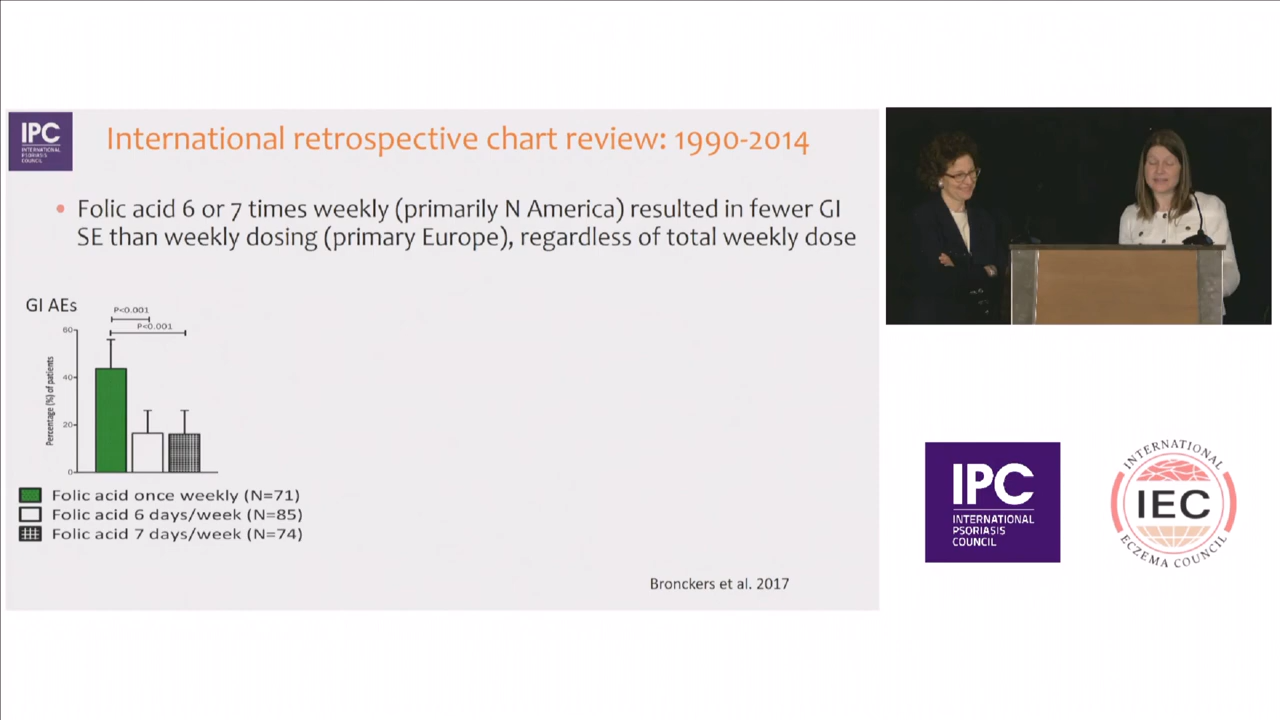 IPC
INTERNATIONAL
PSORIASIS
COUNCIL
International retrospective chart review: 1990-2014
• Folic acid 6 or 7 times weekly (primarily N America) resulted in fewer GI
SE than weekly dosing (primary Europe), regardless of total weekly dose
GI AEs
P<0.001
P<0.001
Percentage (%) of patients
60
40
20
0
Folic acid once weekly (N=71)
Folic acid 6 days/week (N=85)
Folic acid 7 days/week (N=74)
Bronckers et al. 2017
IPC
INTERNATIONAL
PSORIASIS
COUNCIL
INTERNATIONAL
IEC
ECZEMA COUNCIL